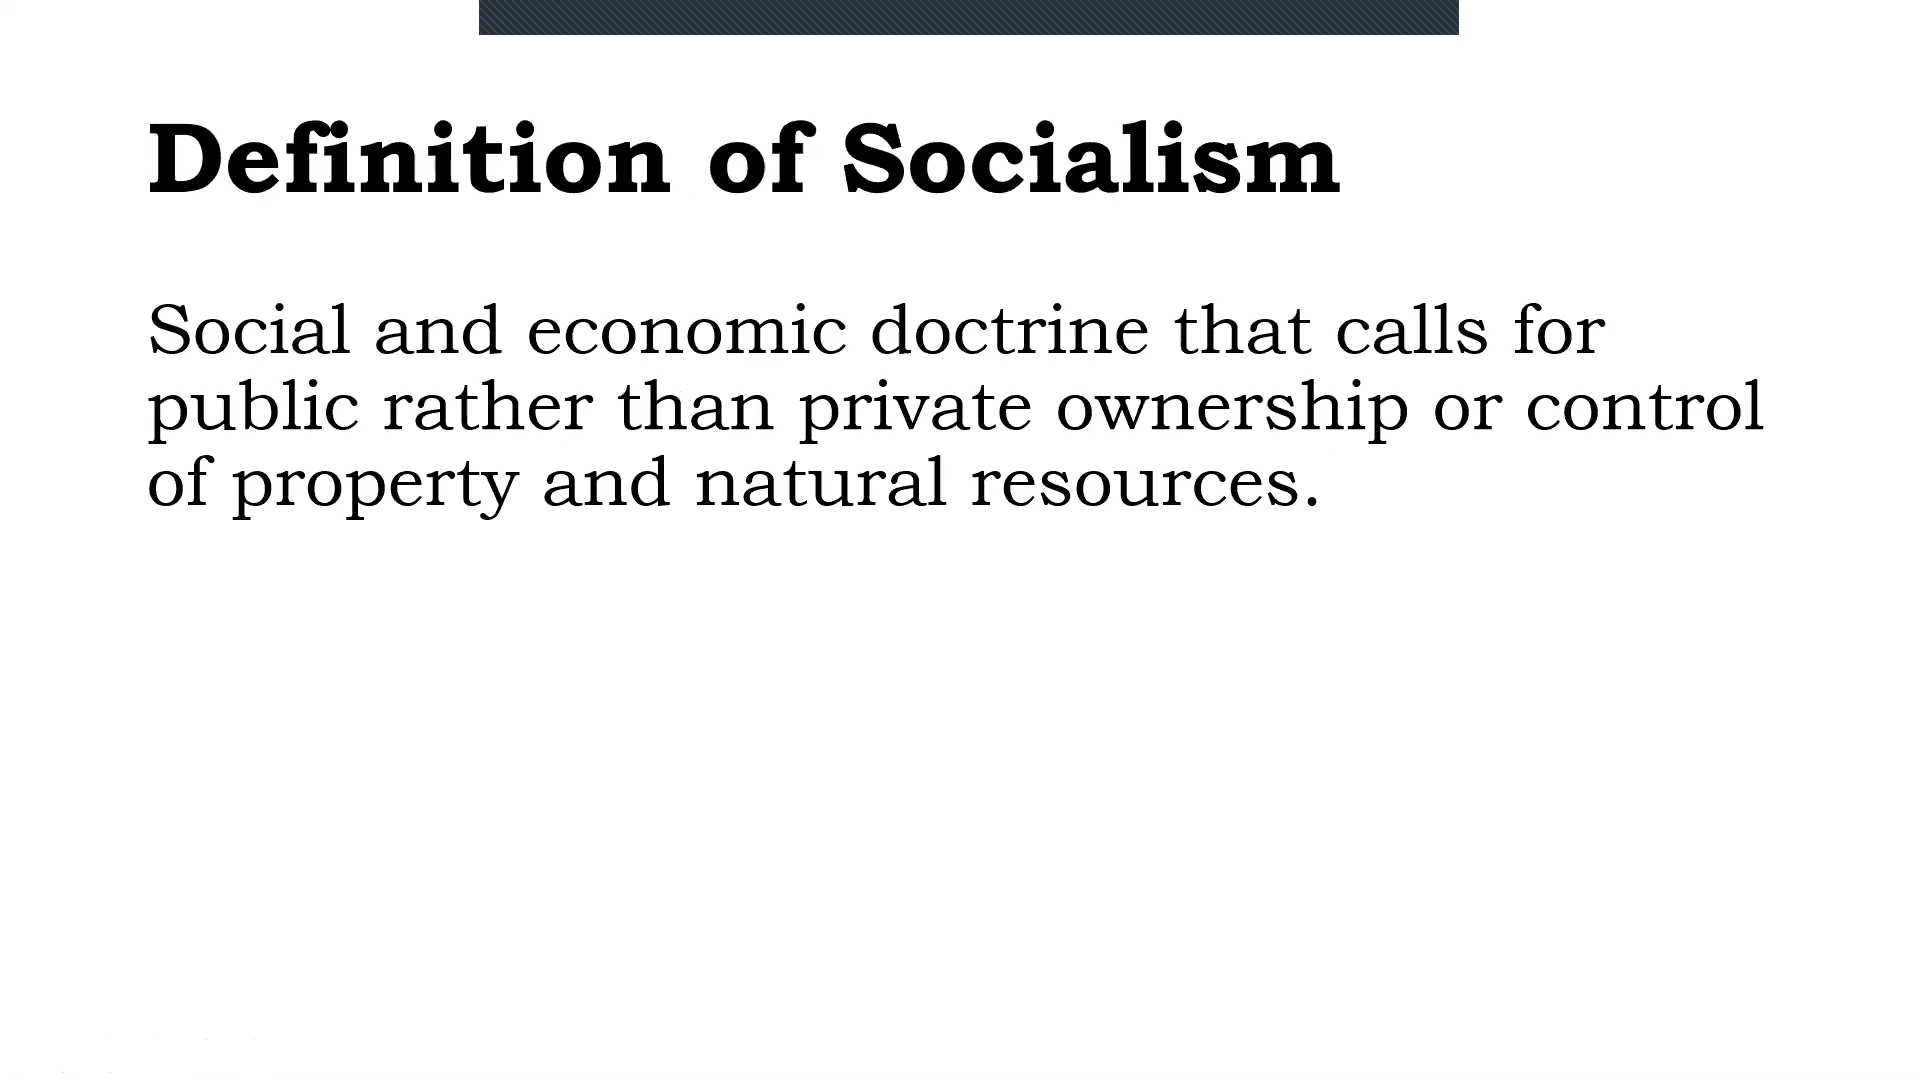 Definition of Socialism
Social and economic doctrine that calls for
public rather than private ownership or control
of property and natural resources.